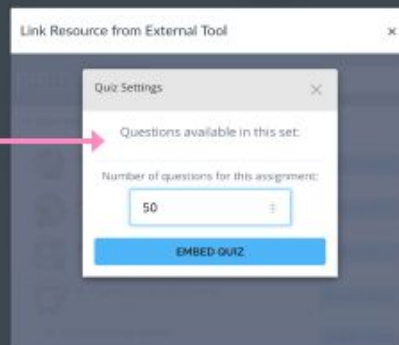 Link Resource from External Tool ×
Quiz Settings ×
Questions available in this set:
Number of questions for this assignment:
50
EMBED QUIZ